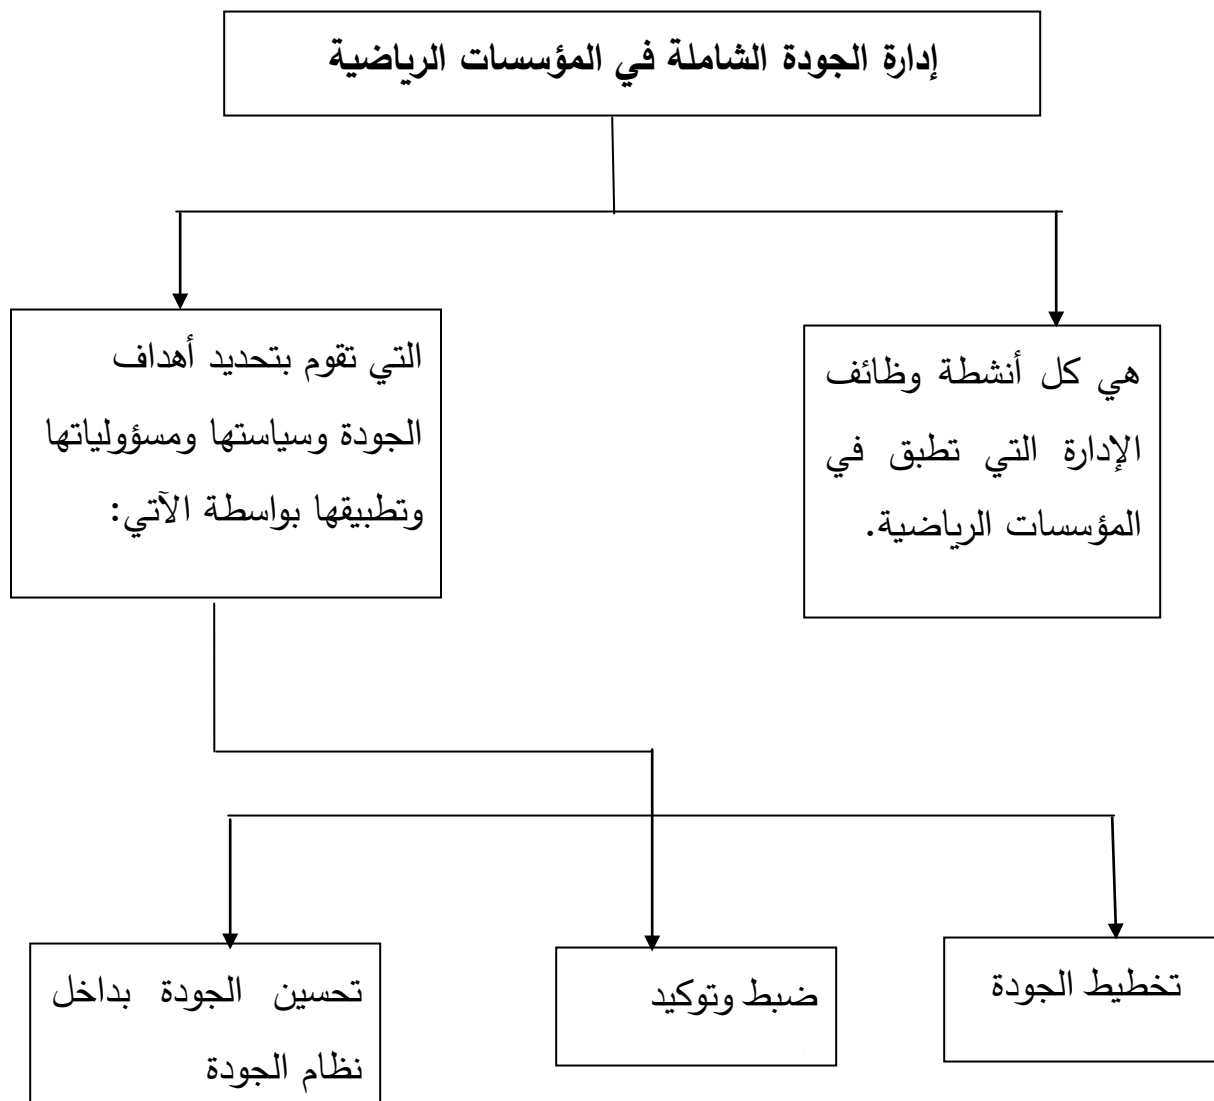 إدارة الجودة الشاملة في المؤسسات الرياضية
هي كل أنشطة وظائف
الإدارة التي تطبق في
المؤسسات الرياضية.
التي تقوم بتحديد أهداف
الجودة وسياستها ومسؤولياتها
وتطبيقها بواسطة الآتي:
تخطيط الجودة
ضبط وتوكيد
تحسين الجودة بداخل
نظام الجودة